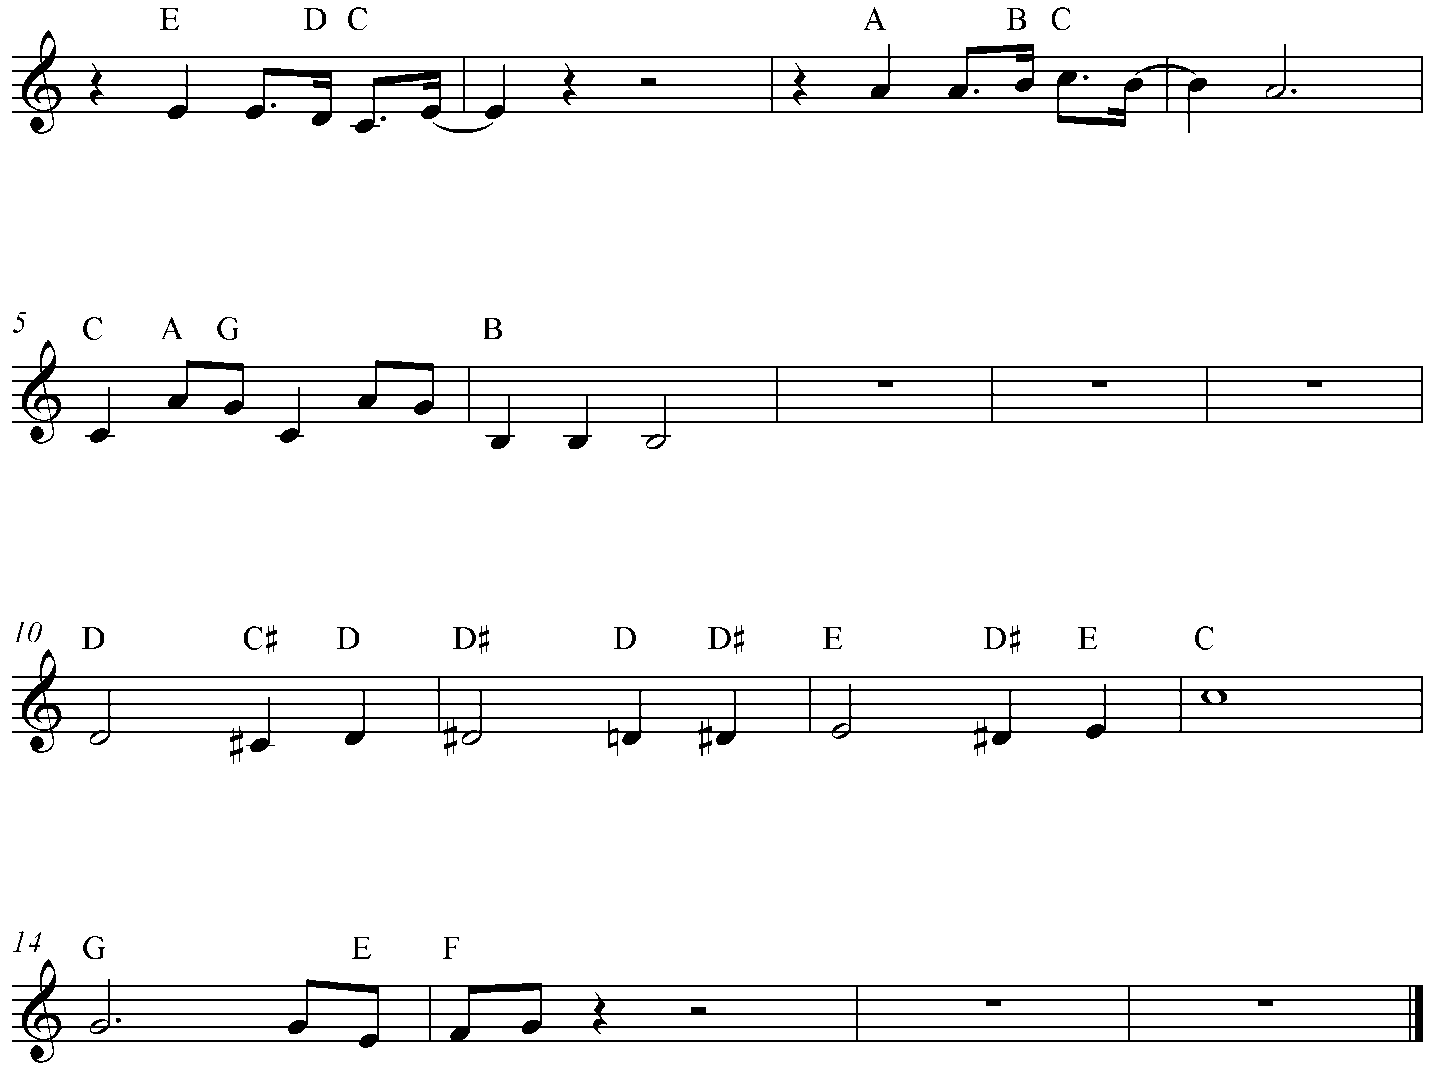 E D C A B C
5
C A G B
10
D C♯ D D♯ D D♯ E D♯ E C
14
G E F